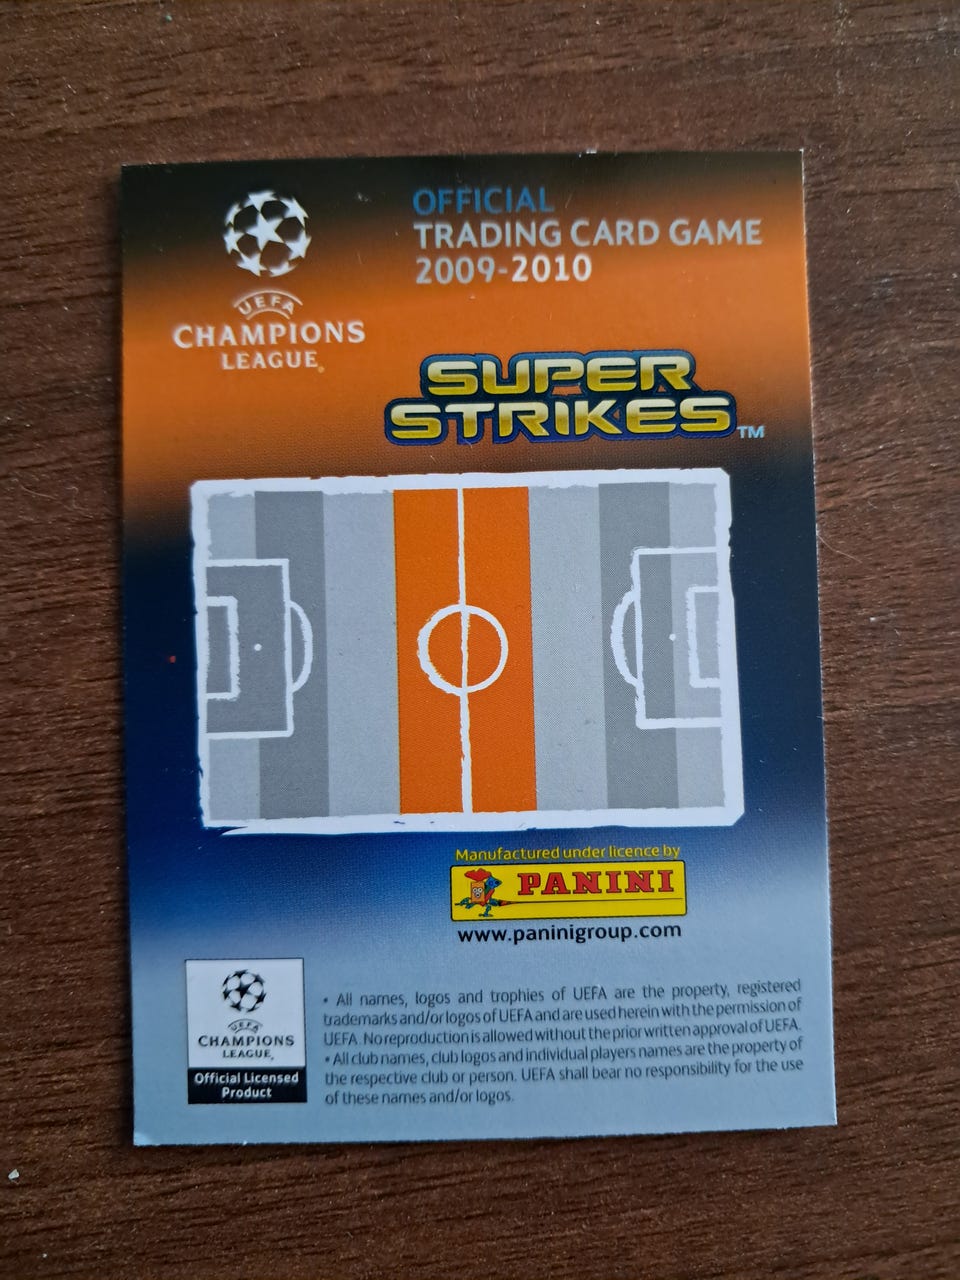 OFFICIAL
TRADING CARD GAME
2009-2010
UEFA
CHAMPIONS
LEAGUE®
SUPER
STRIKES™
Manufactured under licence by
PANINI
www.paninigroup.com
UEFA
CHAMPIONS
LEAGUE®
Official Licensed
Product
• All names, logos and trophies of UEFA are the property, registered
trademarks and/or logos of UEFA and are used herein with the permission of
UEFA. No reproduction is allowed without the prior written approval of UEFA.
• All club names, club logos and individual players names are the property of
the respective club or person. UEFA shall bear no responsibility for the use
of these names and/or logos.